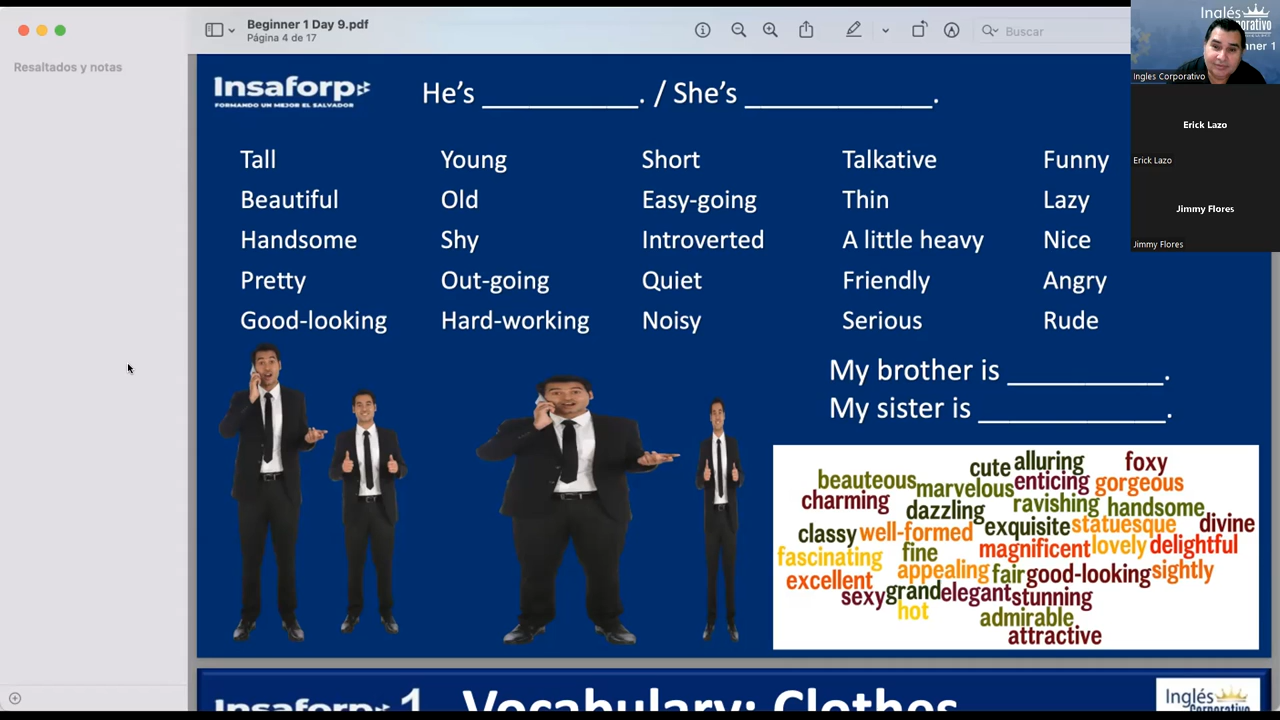 Beginner 1 Day 9.pdf
Página 4 de 17
Buscar
Resaltados y notas
Insaforp
FORMANDO UN MEJOR EL SALVADOR
He's ___________. / She's _____________.
Tall Young Short Talkative Funny
Beautiful Old Easy-going Thin Lazy
Handsome Shy Introverted A little heavy Nice
Pretty Out-going Quiet Friendly Angry
Good-looking Hard-working Noisy Serious Rude
My brother is ___________.
My sister is _____________.
cute alluring foxy
beauteous marvelous enticing gorgeous
charming dazzling ravishing handsome
classy well-formed exquisite statuesque divine
fascinating fine magnificent lovely delightful
excellent appealing fair good-looking sightly
sexy grand elegant stunning
hot admirable
attractive
Insaforp 1 Vocabulary: Clothes
Inglés
Corporativo
Inglés
orporativo
nner 1
Ingles Corporativo
Erick Lazo
Erick Lazo
Jimmy Flores
Jimmy Flores